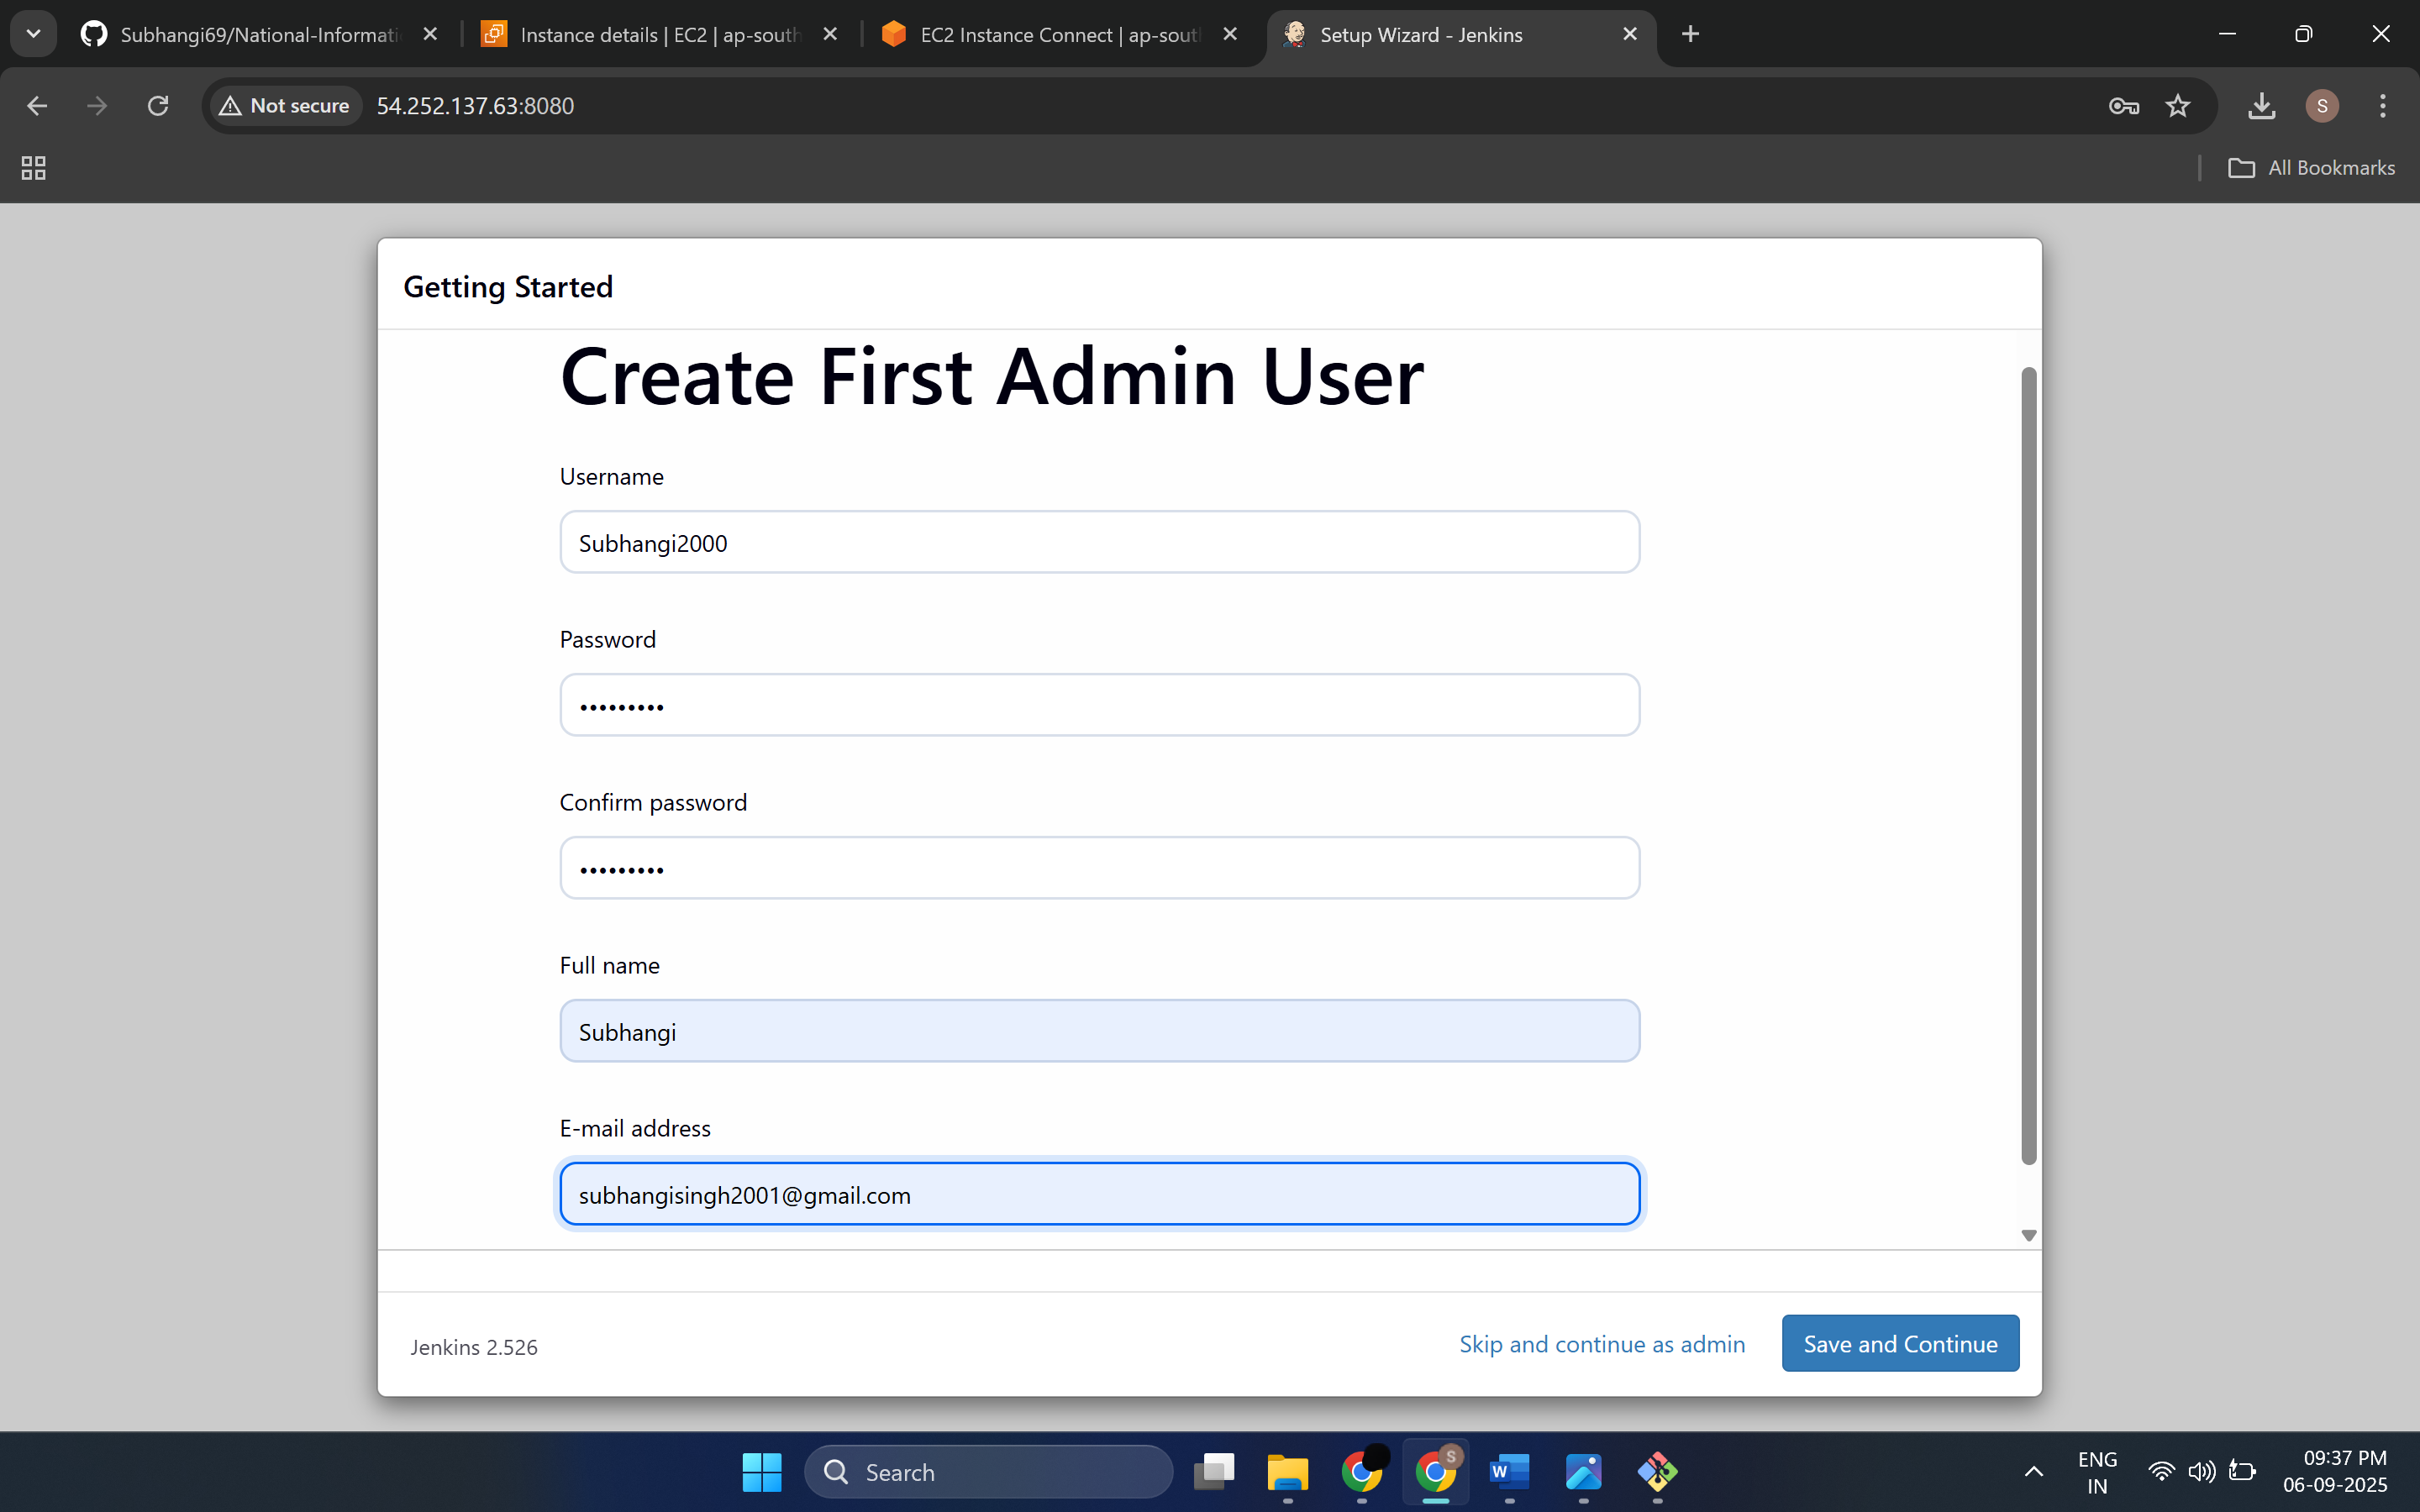 Subhangi69/National-Informati
Instance details | EC2 | ap-south
EC2 Instance Connect | ap-sout
Setup Wizard - Jenkins
Not secure
54.252.137.63:8080
S
All Bookmarks
Getting Started
Create First Admin User
Username
Subhangi2000
Password
•••••••••
Confirm password
•••••••••
Full name
Subhangi
E-mail address
subhangisingh2001@gmail.com
Jenkins 2.526
Skip and continue as admin
Save and Continue
Search
S
W
ENG
IN
09:37 PM
06-09-2025